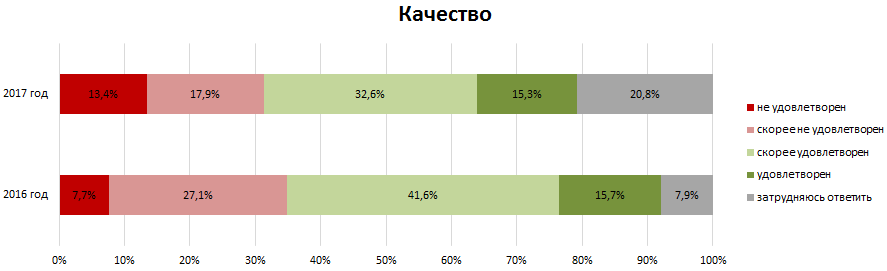 Качество
2017 год
13,4%
17,9%
32,6%
15,3%
20,8%
2016 год
7,7%
27,1%
41,6%
15,7%
7,9%
0%
10%
20%
30%
40%
50%
60%
70%
80%
90%
100%
не удовлетворен
скорее не удовлетворен
скорее удовлетворен
удовлетворен
затрудняюсь ответить